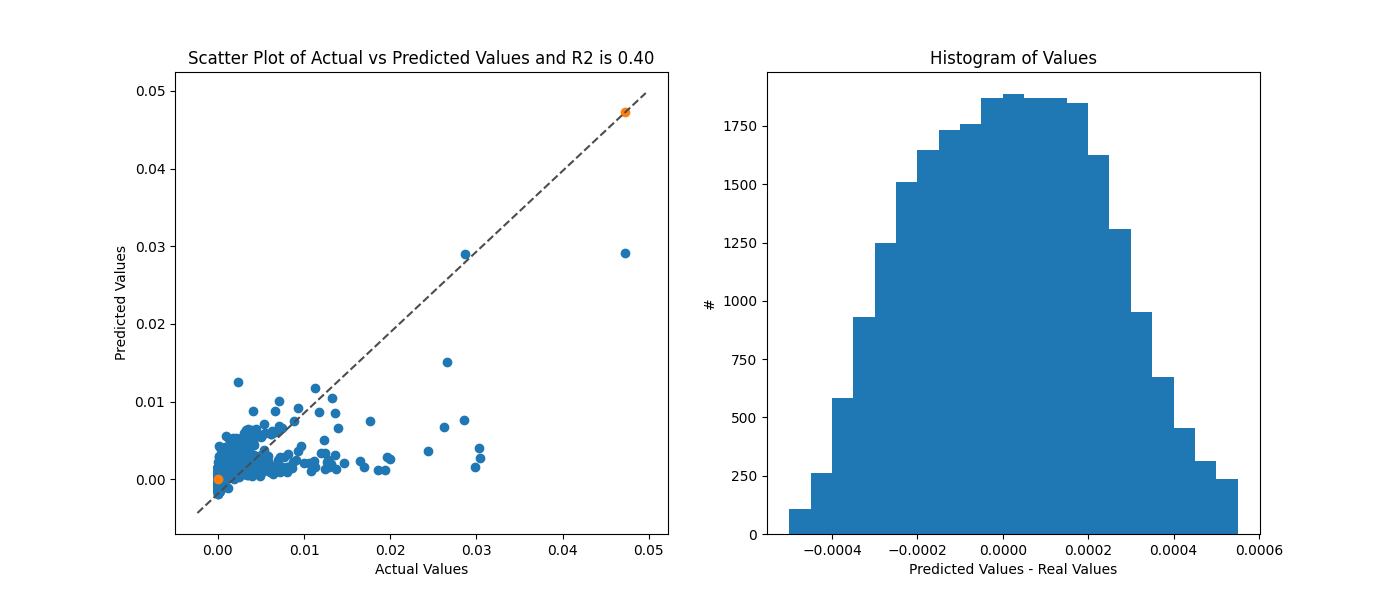 Scatter Plot of Actual vs Predicted Values and R2 is 0.40
0.05
0.04
0.03
0.02
0.01
0.00
Predicted Values
0.00 0.01 0.02 0.03 0.04 0.05
Actual Values
Histogram of Values
1750
1500
1250
1000
750
500
250
0
#
−0.0004 −0.0002 0.0000 0.0002 0.0004 0.0006
Predicted Values - Real Values